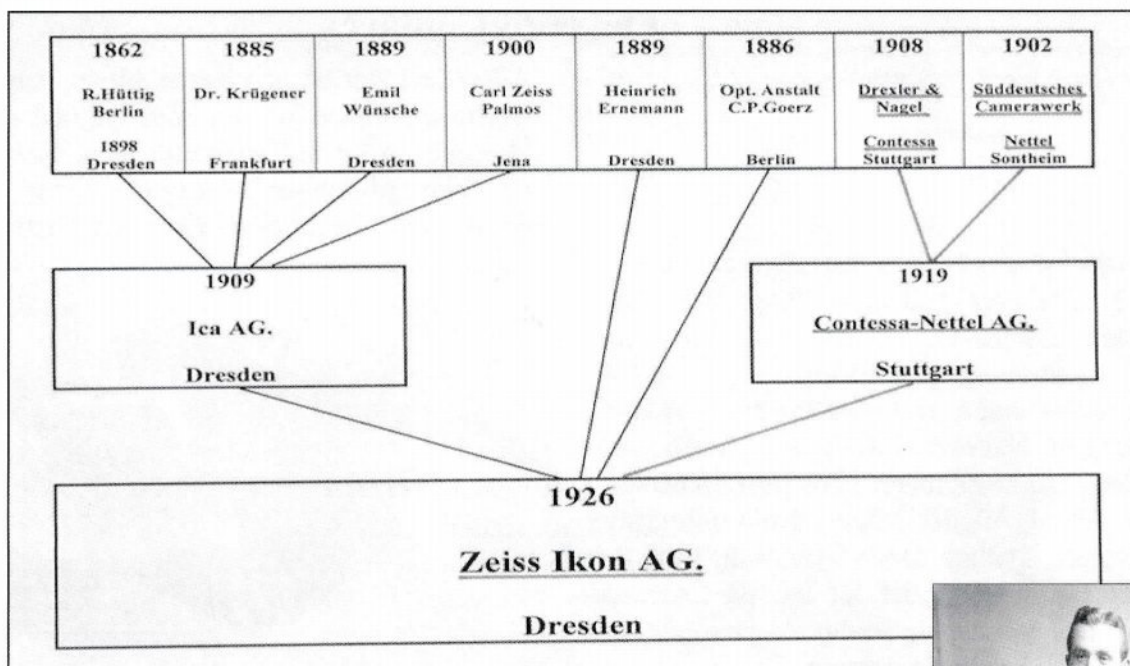 1862
R.Hüttig
Berlin
1898
Dresden
1885
Dr. Krügener
Frankfurt
1889
Emil
Wünsche
Dresden
1900
Carl Zeiss
Palmos
Jena
1889
Heinrich
Ernemann
Dresden
1886
Opt. Anstalt
C.P.Goerz
Berlin
1908
Drexler &
Nagel
Contessa
Stuttgart
1902
Süddeutsches
Camerawerk
Nettel
Sontheim
1909
Ica AG.
Dresden
1919
Contessa-Nettel AG.
Stuttgart
1926
Zeiss Ikon AG.
Dresden